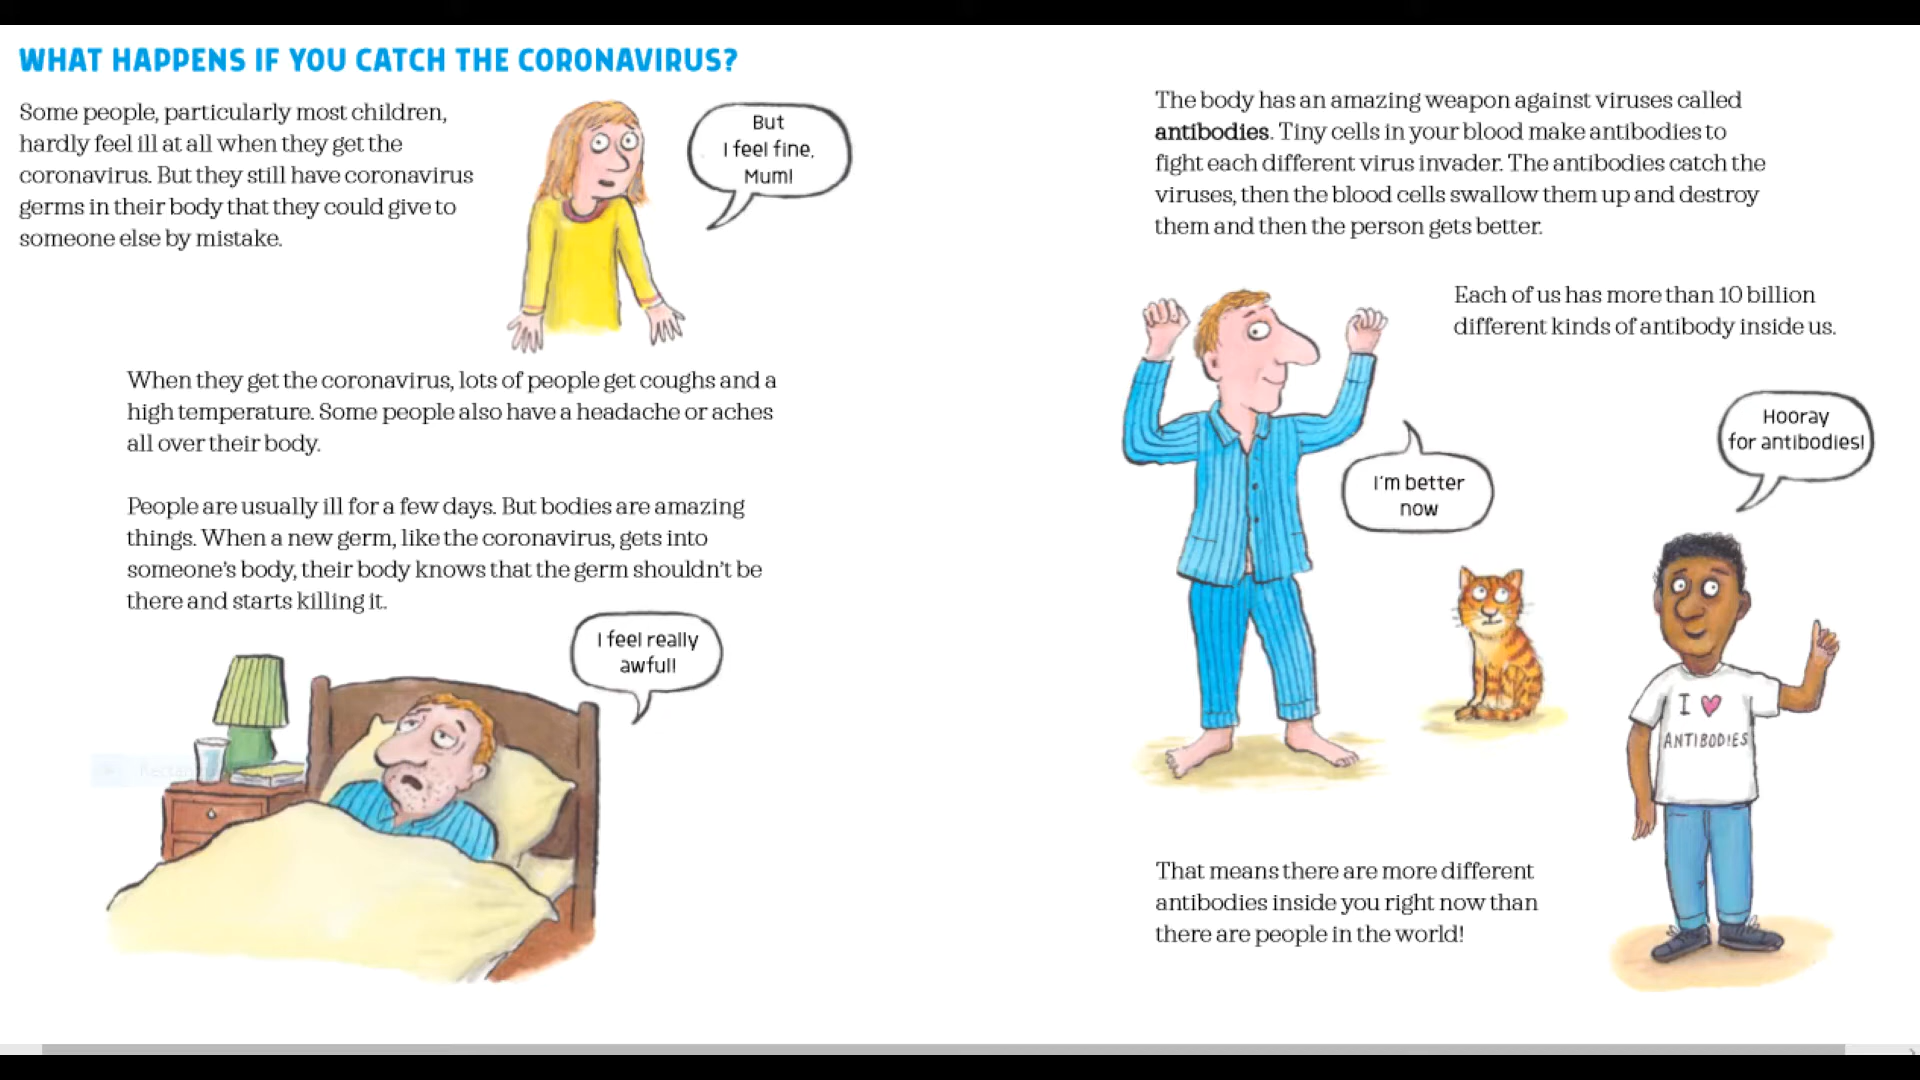 WHAT HAPPENS IF YOU CATCH THE CORONAVIRUS?
Some people, particularly most children,
hardly feel ill at all when they get the
coronavirus. But they still have coronavirus
germs in their body that they could give to
someone else by mistake.
But
I feel fine,
Mum!
When they get the coronavirus, lots of people get coughs and a
high temperature. Some people also have a headache or aches
all over their body.
People are usually ill for a few days. But bodies are amazing
things. When a new germ, like the coronavirus, gets into
someone's body, their body knows that the germ shouldn't be
there and starts killing it.
I feel really
awful!
The body has an amazing weapon against viruses called
antibodies. Tiny cells in your blood make antibodies to
fight each different virus invader. The antibodies catch the
viruses, then the blood cells swallow them up and destroy
them and then the person gets better.
Each of us has more than 10 billion
different kinds of antibody inside us.
I'm better
now
Hooray
for antibodies!
I ♥
ANTIBODIES
That means there are more different
antibodies inside you right now than
there are people in the world!